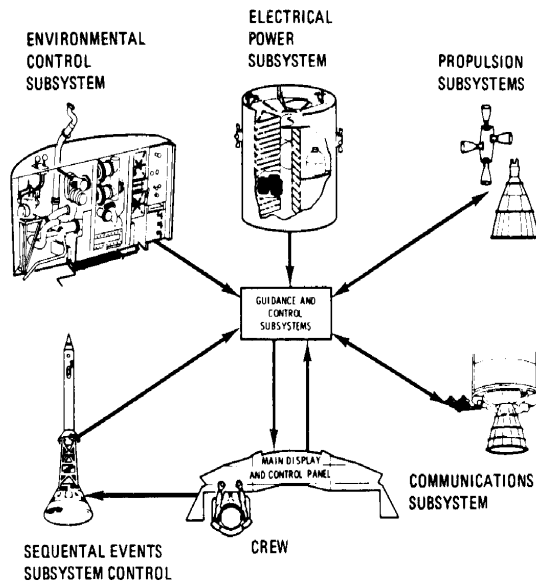 ELECTRICAL
POWER
SUBSYSTEM
ENVIRONMENTAL
CONTROL
SUBSYSTEM
PROPULSION
SUBSYSTEMS
GUIDANCE AND
CONTROL
SUBSYSTEMS
MAIN DISPLAY
AND CONTROL PANEL
COMMUNICATIONS
SUBSYSTEM
CREW
SEQUENTAL EVENTS
SUBSYSTEM CONTROL